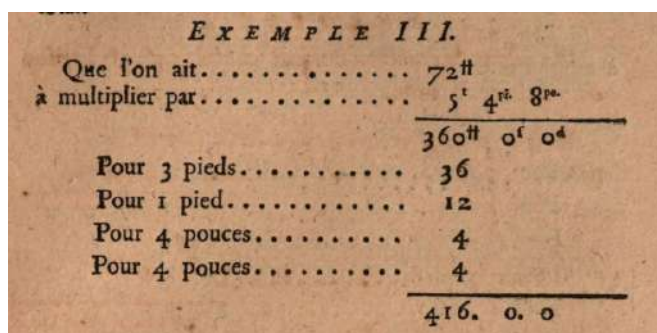 EXEMPLE III.
Que l'on ait............... 72tt
à multiplier par............... 5t 4pi. 8po.
360tt 0ſ 0d
Pour 3 pieds........... 36
Pour 1 pied............ 12
Pour 4 pouces.......... 4
Pour 4 pouces.......... 4
416. 0. 0